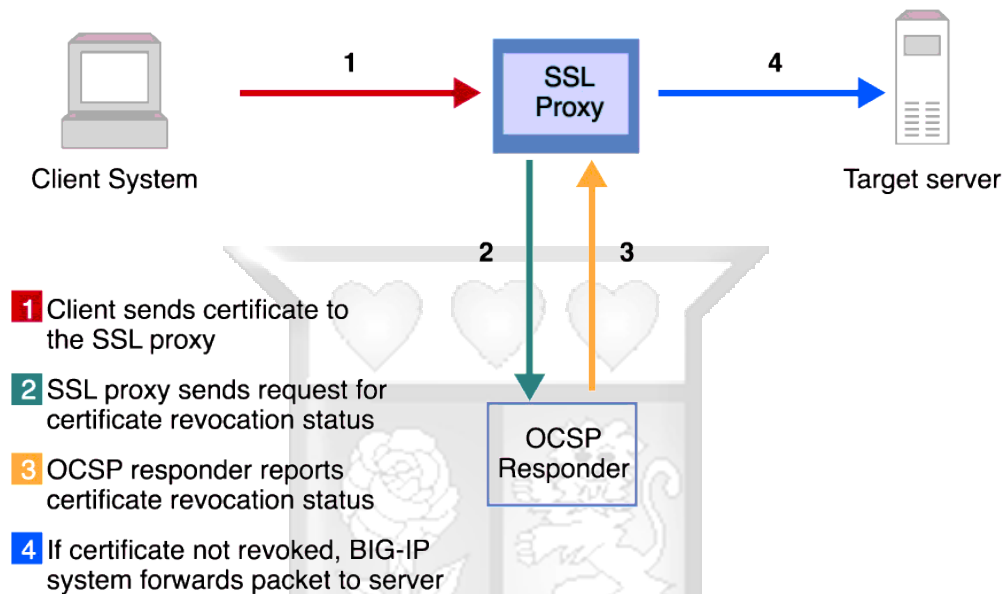 1
SSL
Proxy
4
Client System
Target server
2
3
1 Client sends certificate to
the SSL proxy
2 SSL proxy sends request for
certificate revocation status
OCSP
Responder
3 OCSP responder reports
certificate revocation status
4 If certificate not revoked, BIG-IP
system forwards packet to server